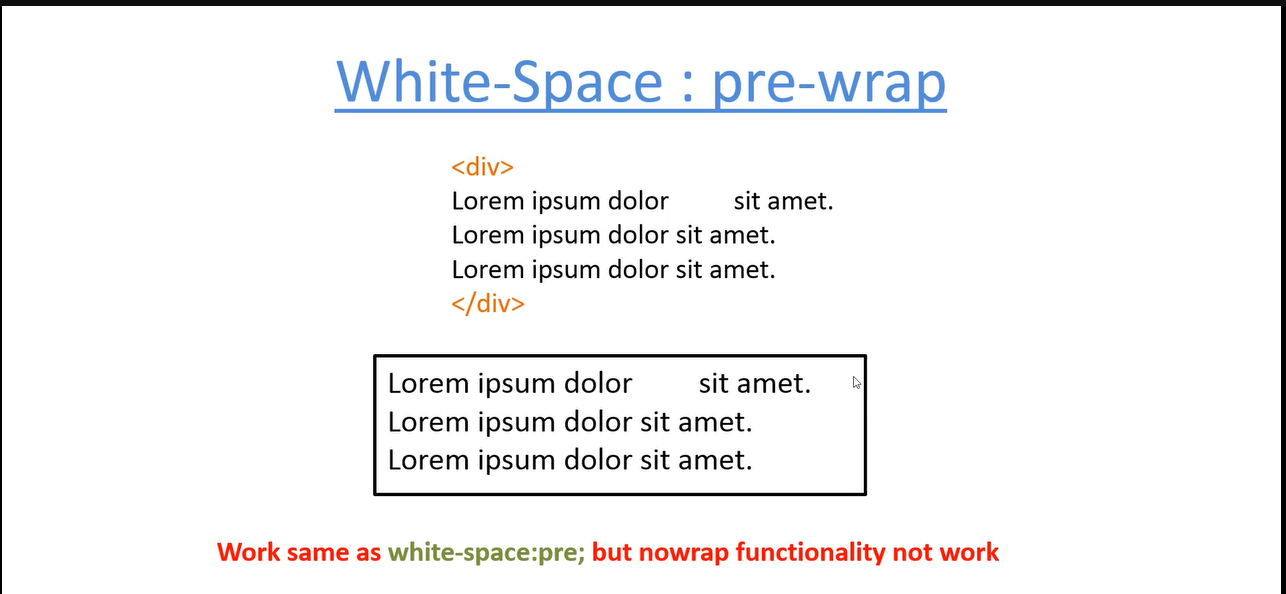 White-Space : pre-wrap
<div>
Lorem ipsum dolor        sit amet.
Lorem ipsum dolor sit amet.
Lorem ipsum dolor sit amet.
</div>
Lorem ipsum dolor        sit amet.
Lorem ipsum dolor sit amet.
Lorem ipsum dolor sit amet.
Work same as white-space:pre; but nowrap functionality not work